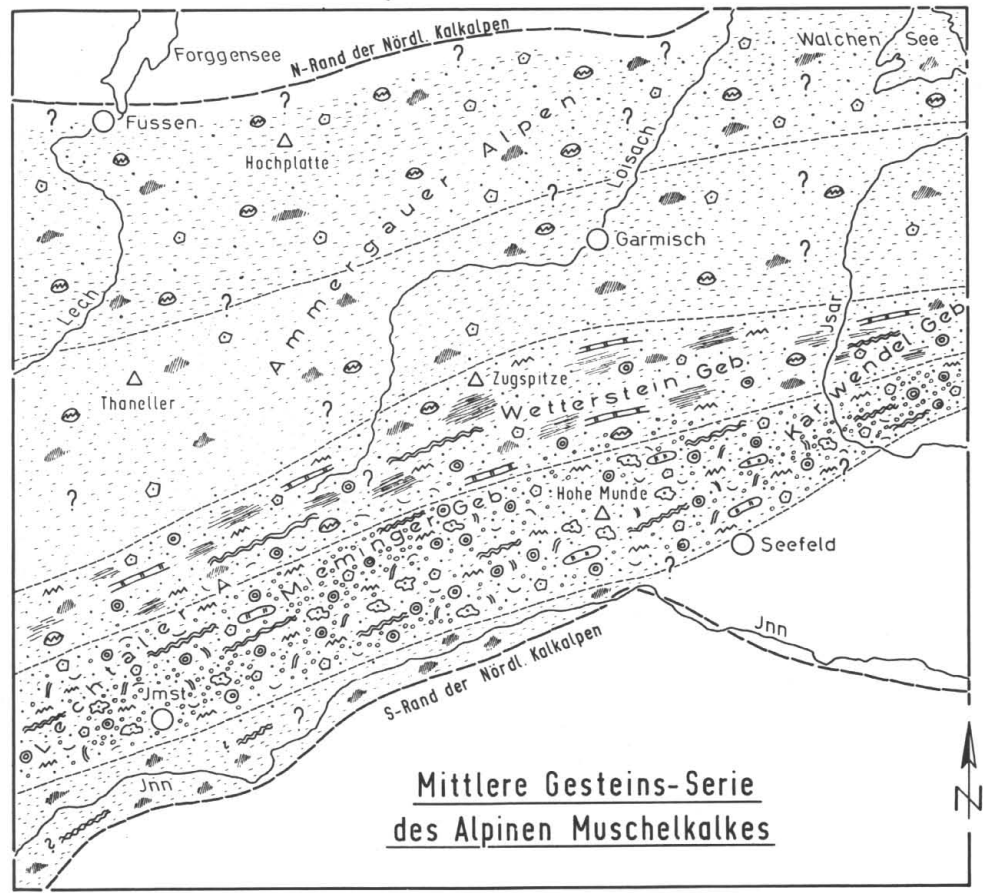 Forggensee
N-Rand der Nördl. Kalkalpen
Walchen See
?
?
?
?
?
Fussen
Hochplatte
Ammergauer Alpen
Loisach
?
?
Garmisch
?
Lech
?
Jsar
Thaneller
Zugspitze
Wetterstein Geb
Karwendel Geb
?
?
?
?
Hohe Munde
Seefeld
?
Mieminger Geb
Lechtaler A
Jmst
Jnn
S-Rand der Nördl. Kalkalpen
?
?
Jnn
?
Mittlere Gesteins-Serie
des Alpinen Muschelkalkes
N